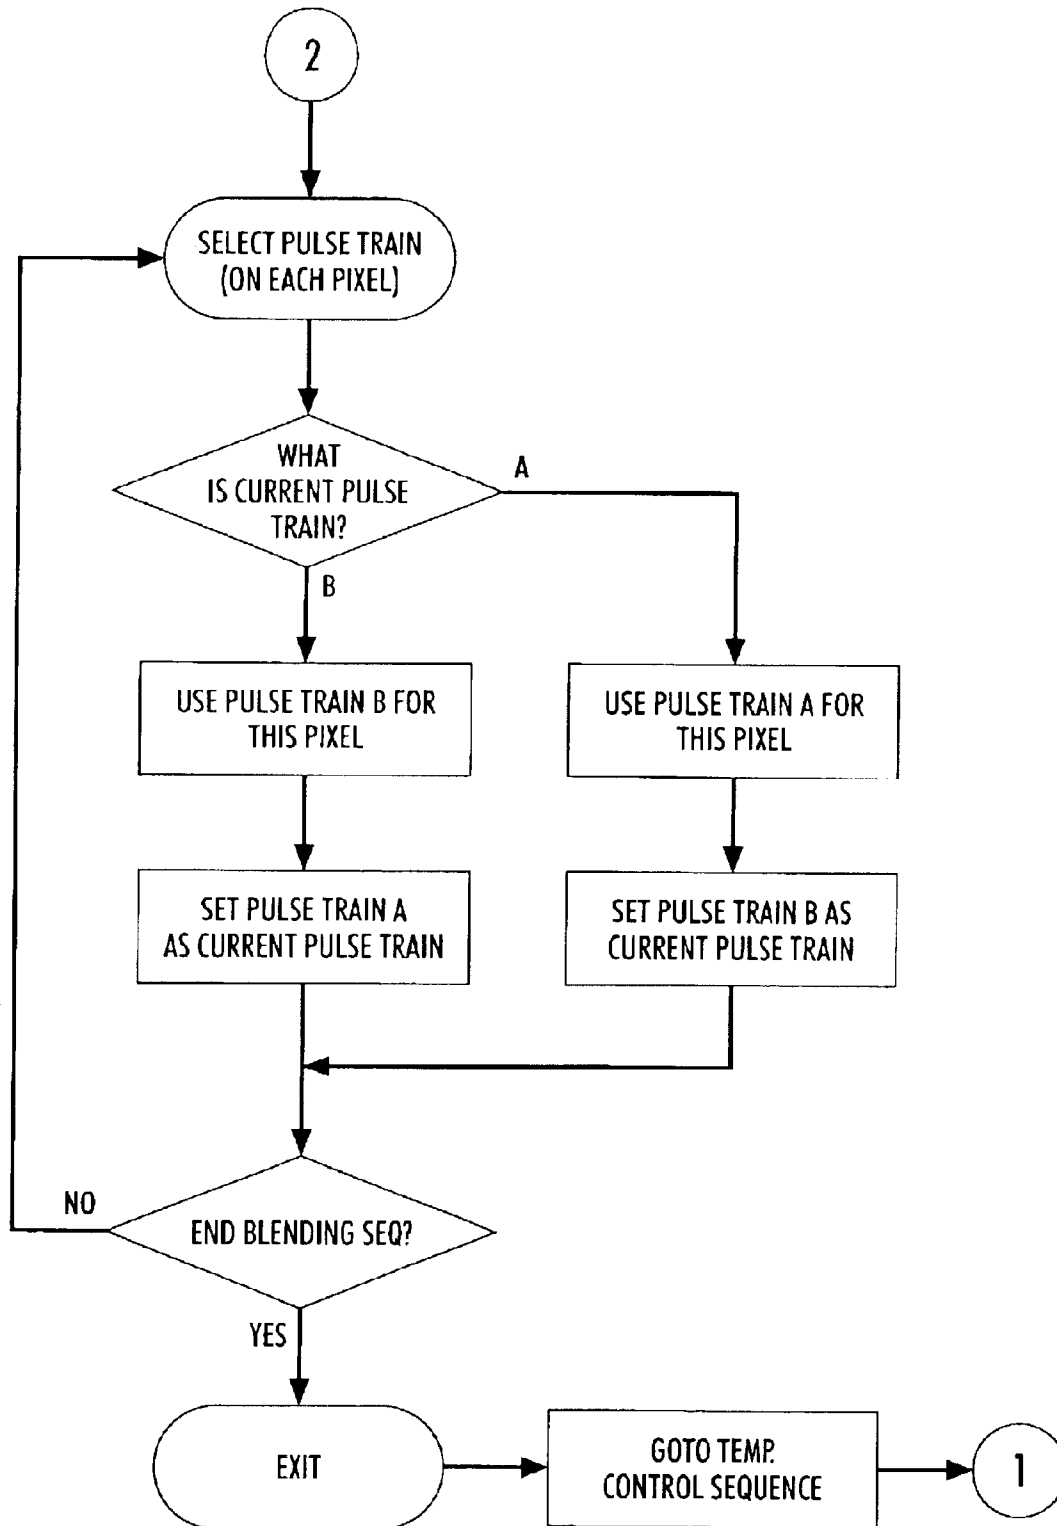 2
SELECT PULSE TRAIN
(ON EACH PIXEL)
WHAT
IS CURRENT PULSE
TRAIN?
A
B
USE PULSE TRAIN B FOR
THIS PIXEL
USE PULSE TRAIN A FOR
THIS PIXEL
SET PULSE TRAIN A
AS CURRENT PULSE TRAIN
SET PULSE TRAIN B AS
CURRENT PULSE TRAIN
NO
END BLENDING SEQ?
YES
EXIT
GOTO TEMP.
CONTROL SEQUENCE
1